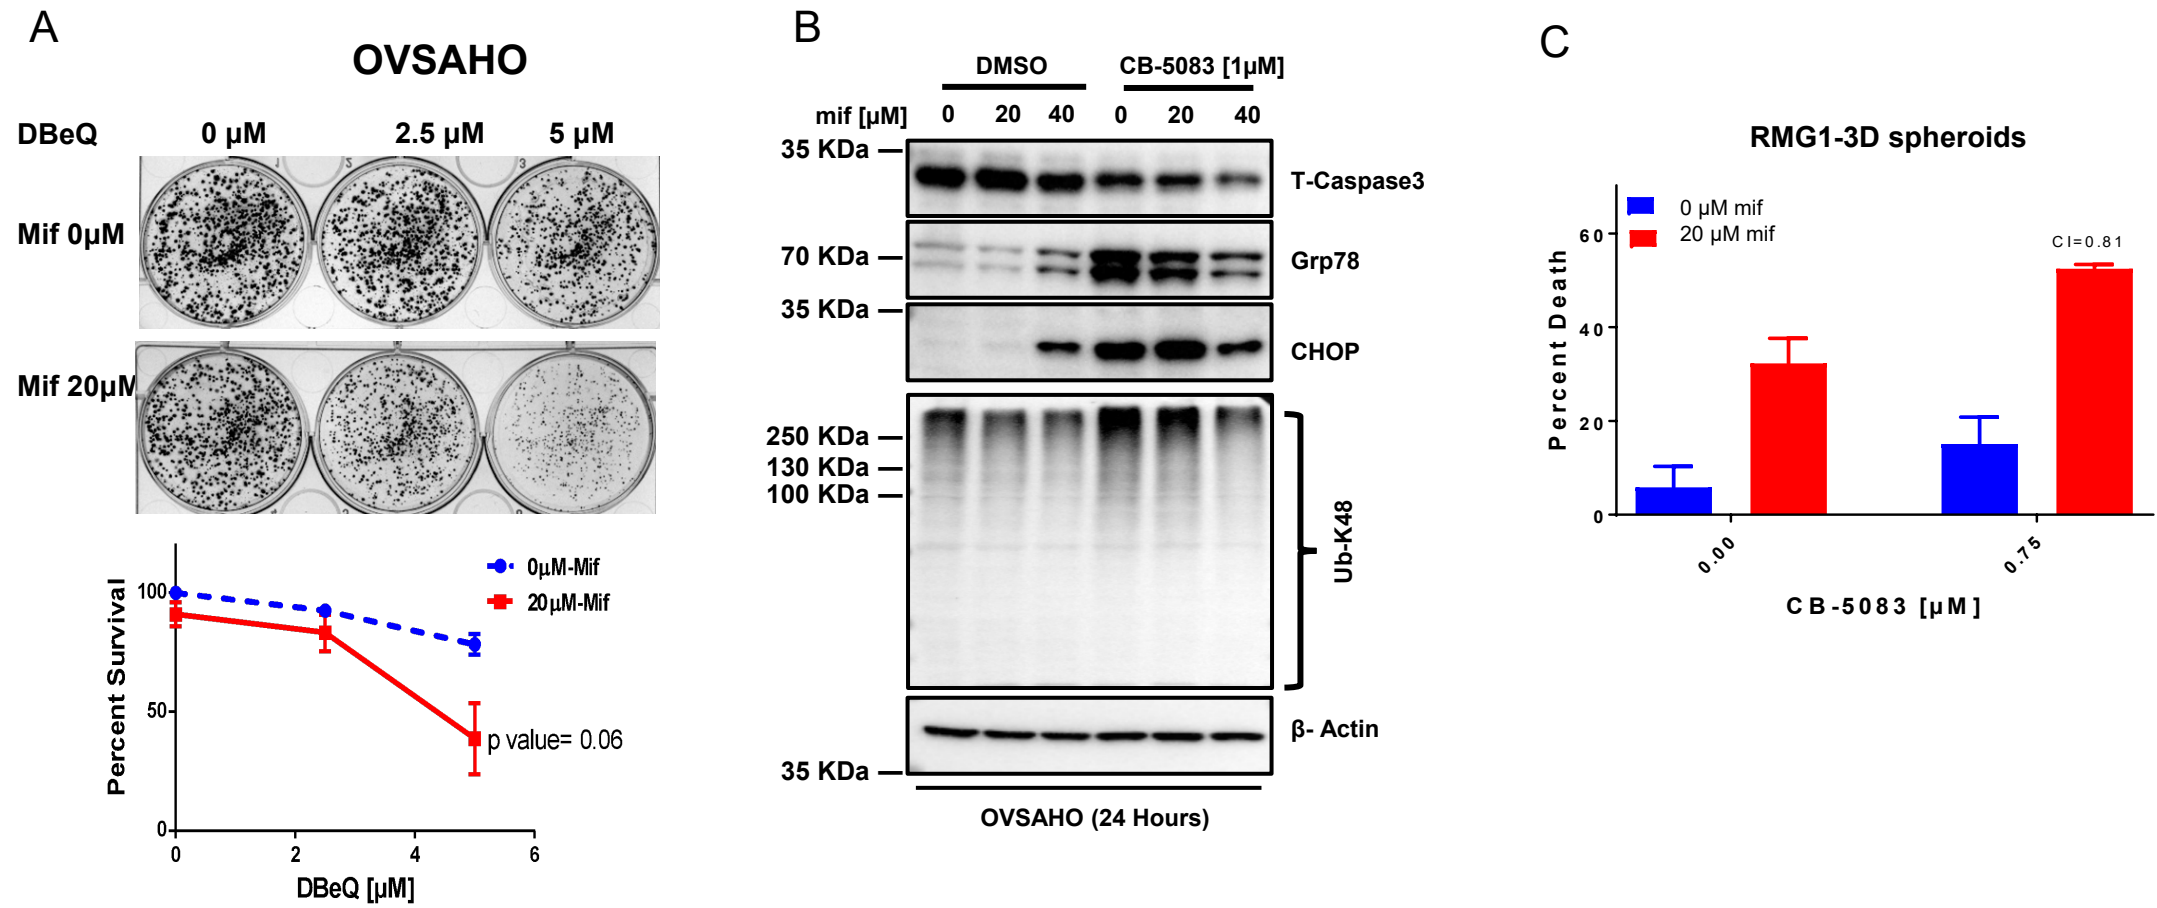 A
OVSAHO
DBeQ 0 µM 2.5 µM 5 µM
Mif 0µM
Mif 20µM
Percent Survival
100
50
0
0 2 4 6
DBeQ [µM]
0µM-Mif
20µM-Mif
p value= 0.06
B
DMSO CB-5083 [1µM]
mif [µM] 0 20 40 0 20 40
35 KDa
T-Caspase3
70 KDa
Grp78
35 KDa
CHOP
250 KDa
130 KDa
100 KDa
Ub-K48
β- Actin
35 KDa
OVSAHO (24 Hours)
C
RMG1-3D spheroids
0 µM mif
20 µM mif
CI=0.81
Percent Death
60
40
20
0
0.00 0.75
CB-5083 [µM]